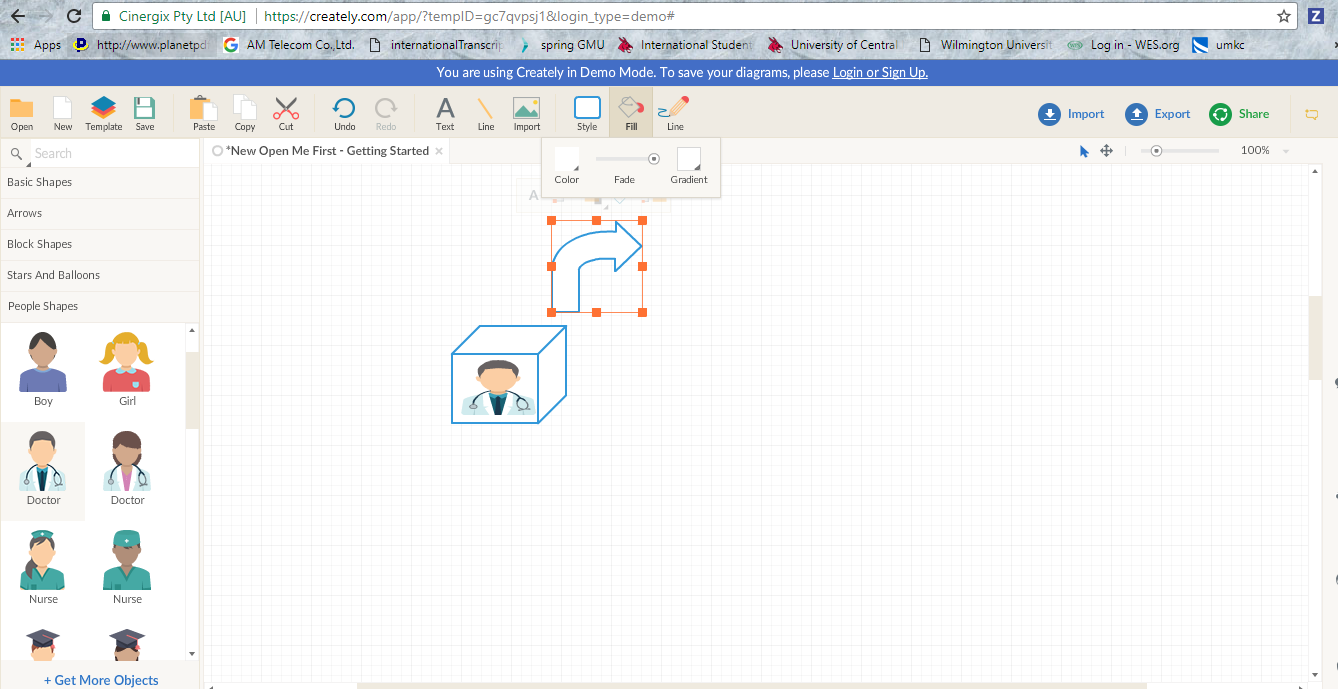 Cinergix Pty Ltd [AU] https://creately.com/app/?tempID=gc7qvpsj1&login_type=demo#
Apps http://www.planetpd AM Telecom Co.,Ltd. internationalTranscrip spring GMU International Student University of Central Wilmington Universit Log in - WES.org umkc
You are using Creately in Demo Mode. To save your diagrams, please Login or Sign Up.
Open New Template Save Paste Copy Cut Undo Redo Text Line Import Style Fill Line Import Export Share
Search
*New Open Me First - Getting Started
100%
Color Fade Gradient
Basic Shapes
Arrows
Block Shapes
Stars And Balloons
People Shapes
Boy Girl
Doctor Doctor
Nurse Nurse
+ Get More Objects